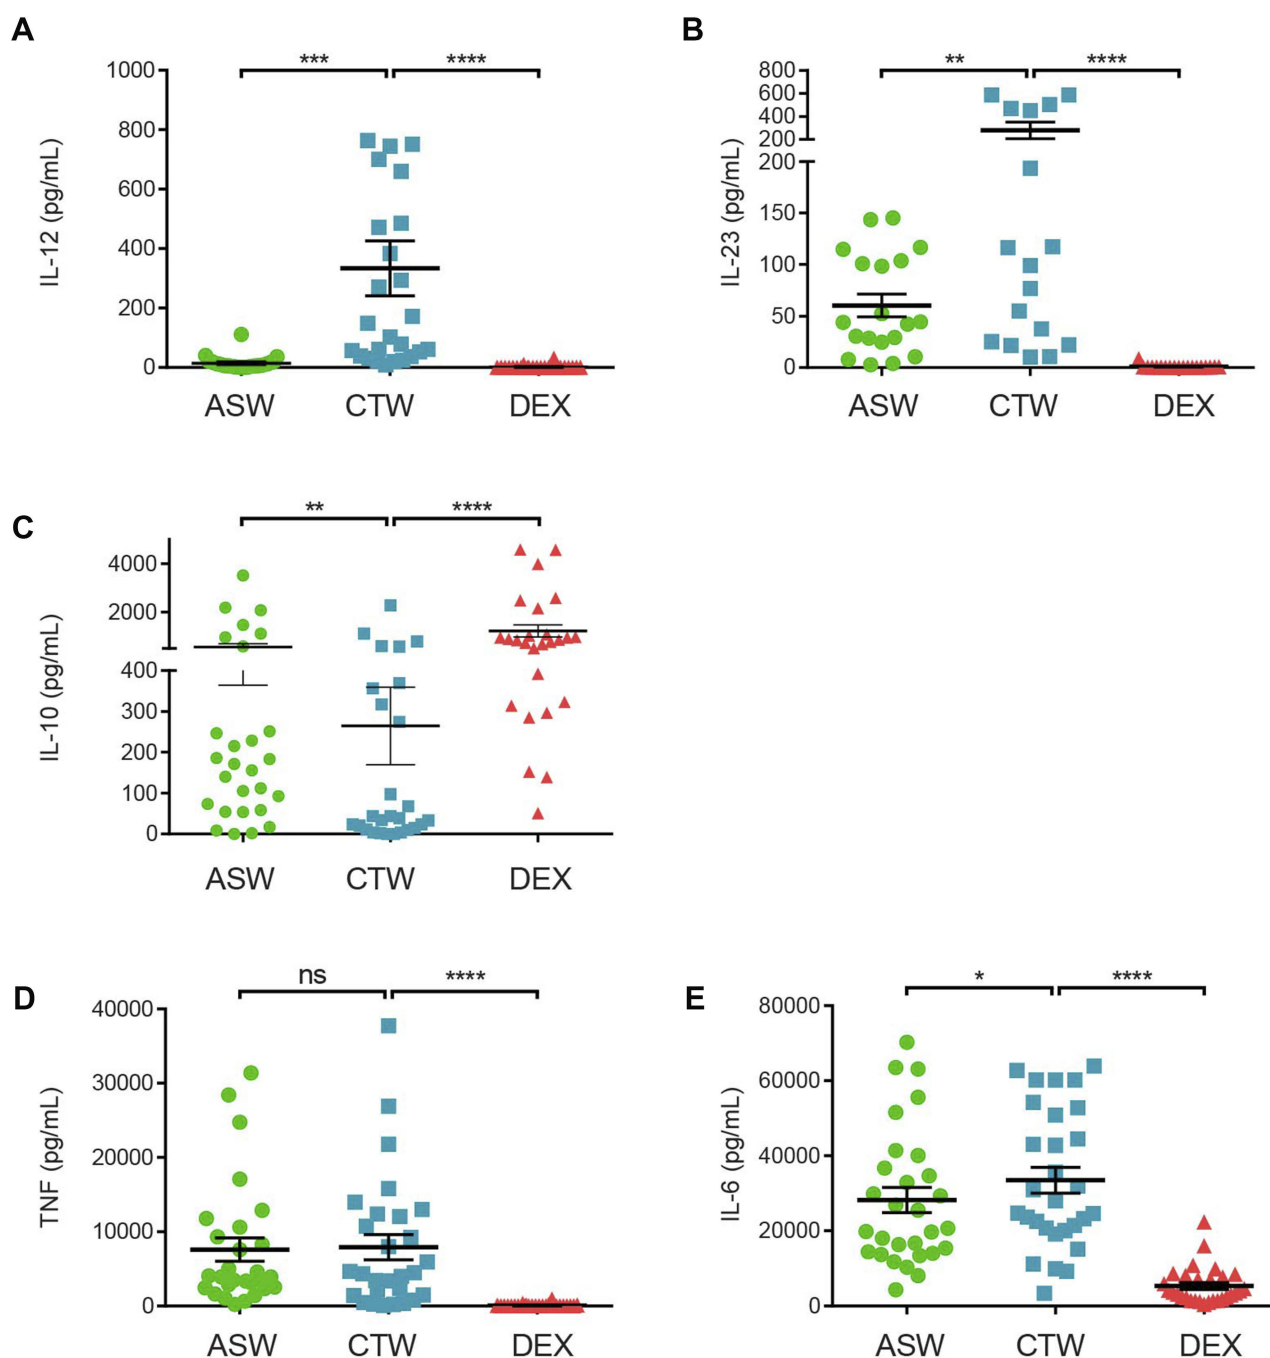 A
B
*** ****
** ****
IL-12 (pg/mL)
1000
800
600
400
200
0
ASW CTW DEX
IL-23 (pg/mL)
800
600
400
200
200
150
100
50
0
ASW CTW DEX
C
** ****
IL-10 (pg/mL)
4000
2000
400
300
200
100
0
ASW CTW DEX
D
ns ****
TNF (pg/mL)
40000
30000
20000
10000
0
ASW CTW DEX
E
* ****
IL-6 (pg/mL)
80000
60000
40000
20000
0
ASW CTW DEX